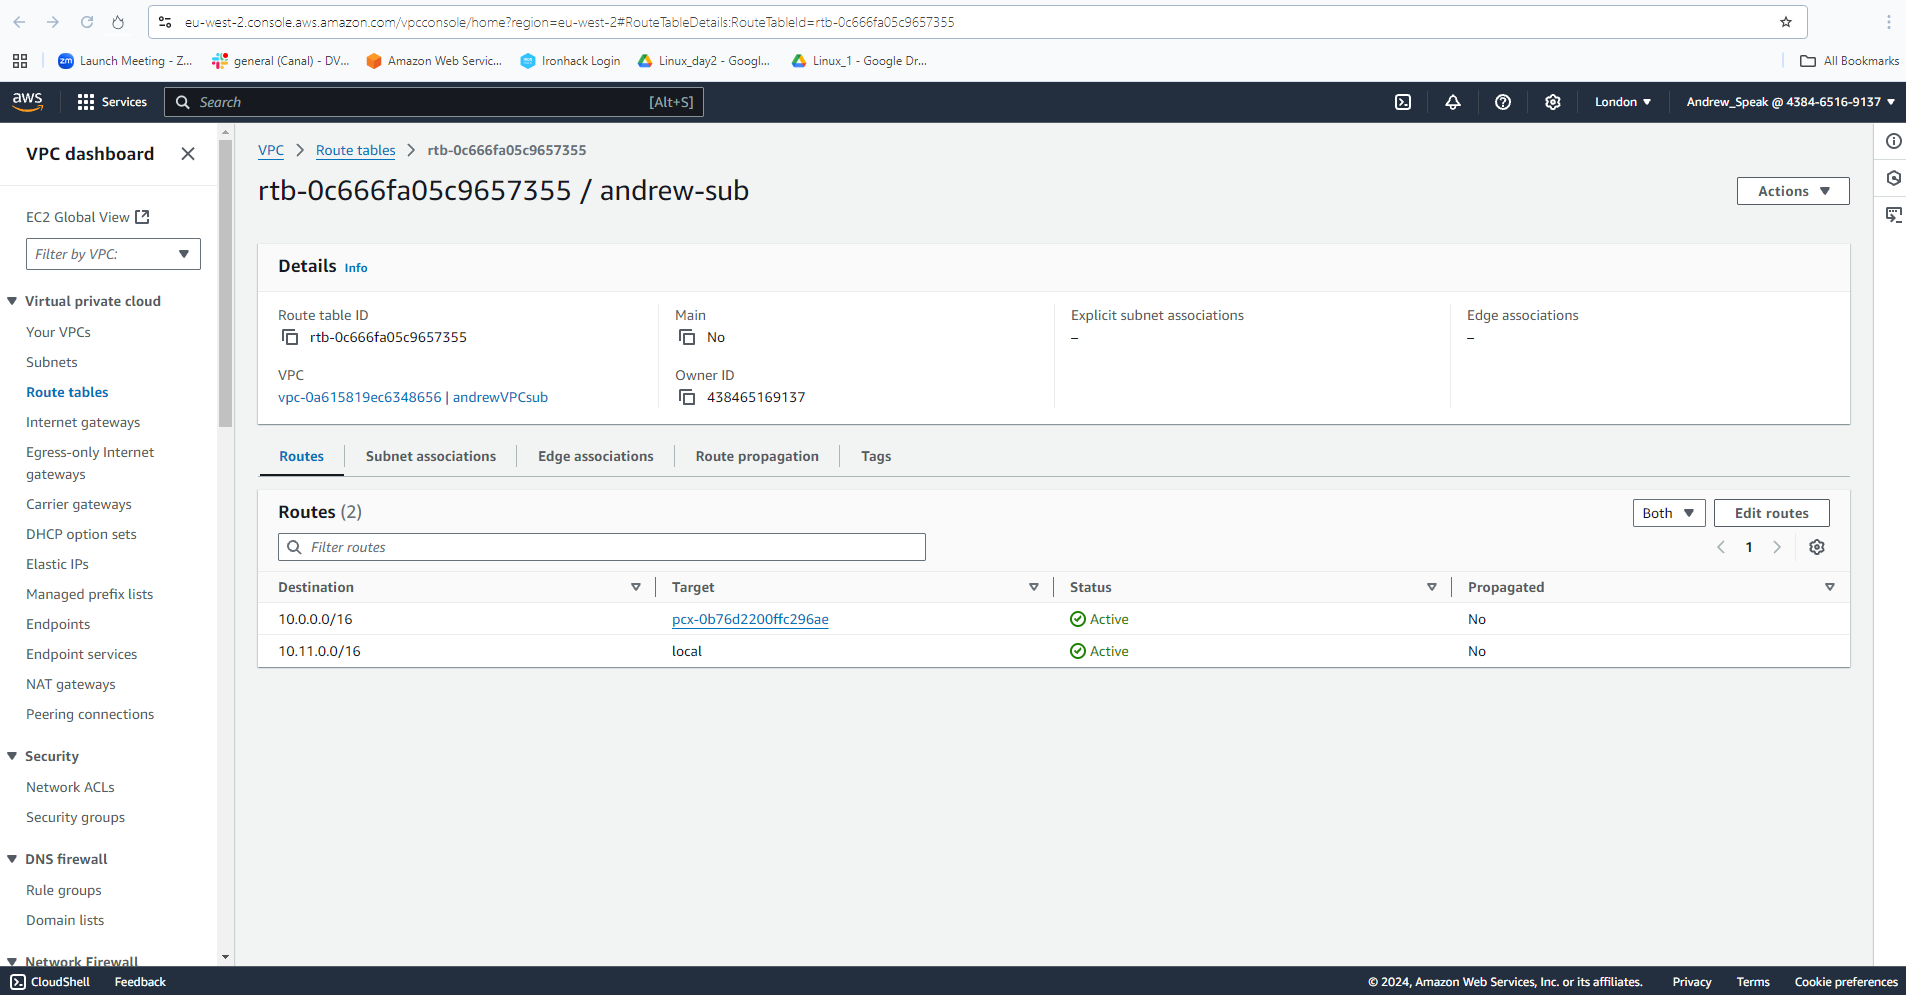 eu-west-2.console.aws.amazon.com/vpcconsole/home?region=eu-west-2#RouteTableDetails:RouteTableId=rtb-0c666fa05c9657355
Launch Meeting - Z...
general (Canal) - DV...
Amazon Web Servic...
Ironhack Login
Linux_day2 - Googl...
Linux_1 - Google Dr...
All Bookmarks
aws
Services
Search
[Alt+S]
London
Andrew_Speak @ 4384-6516-9137
VPC dashboard
EC2 Global View
Filter by VPC:
Virtual private cloud
Your VPCs
Subnets
Route tables
Internet gateways
Egress-only Internet
gateways
Carrier gateways
DHCP option sets
Elastic IPs
Managed prefix lists
Endpoints
Endpoint services
NAT gateways
Peering connections
Security
Network ACLs
Security groups
DNS firewall
Rule groups
Domain lists
Network Firewall
VPC > Route tables > rtb-0c666fa05c9657355
rtb-0c666fa05c9657355 / andrew-sub
Actions
Details Info
Route table ID
rtb-0c666fa05c9657355
Main
No
Explicit subnet associations
–
Edge associations
–
VPC
vpc-0a615819ec6348656 | andrewVPCsub
Owner ID
438465169137
Routes
Subnet associations
Edge associations
Route propagation
Tags
Routes (2)
Both
Edit routes
Filter routes
1
Destination Target Status Propagated
10.0.0.0/16 pcx-0b76d2200ffc296ae Active No
10.11.0.0/16 local Active No
CloudShell
Feedback
© 2024, Amazon Web Services, Inc. or its affiliates.
Privacy
Terms
Cookie preferences